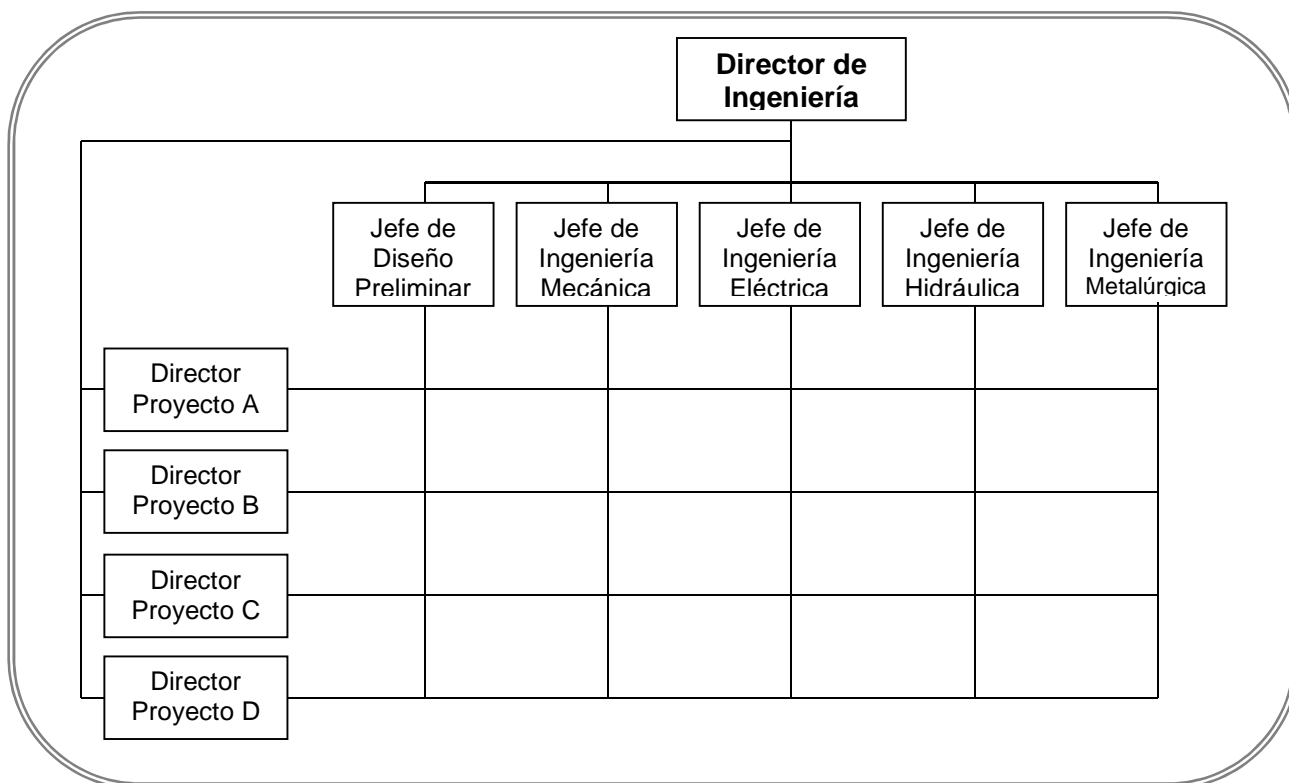 Director de
Ingeniería
Jefe de
Diseño
Preliminar
Jefe de
Ingeniería
Mecánica
Jefe de
Ingeniería
Eléctrica
Jefe de
Ingeniería
Hidráulica
Jefe de
Ingeniería
Metalúrgica
Director
Proyecto A
Director
Proyecto B
Director
Proyecto C
Director
Proyecto D